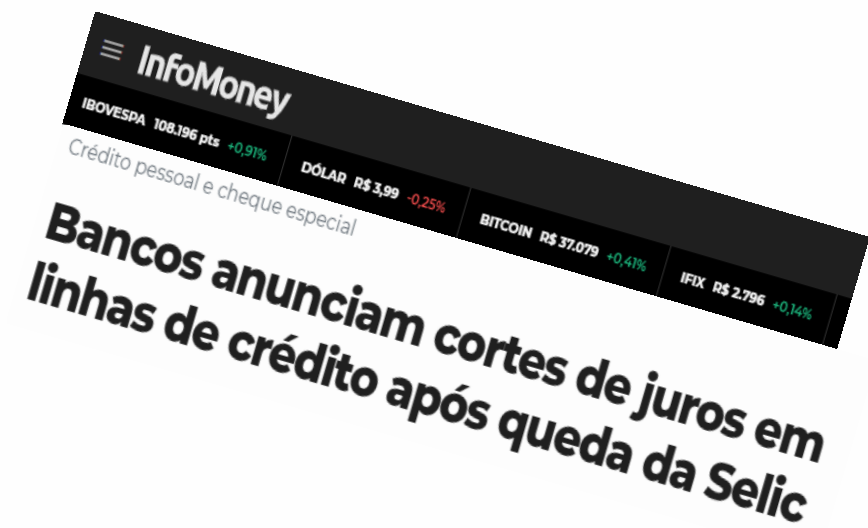 InfoMoney
IBOVESPA 108.196 pts +0,91% DÓLAR R$ 3,99 -0,25% BITCOIN R$ 37.079 +0,41% IFIX R$ 2.796 +0,14%
Crédito pessoal e cheque especial
Bancos anunciam cortes de juros em
linhas de crédito após queda da Selic